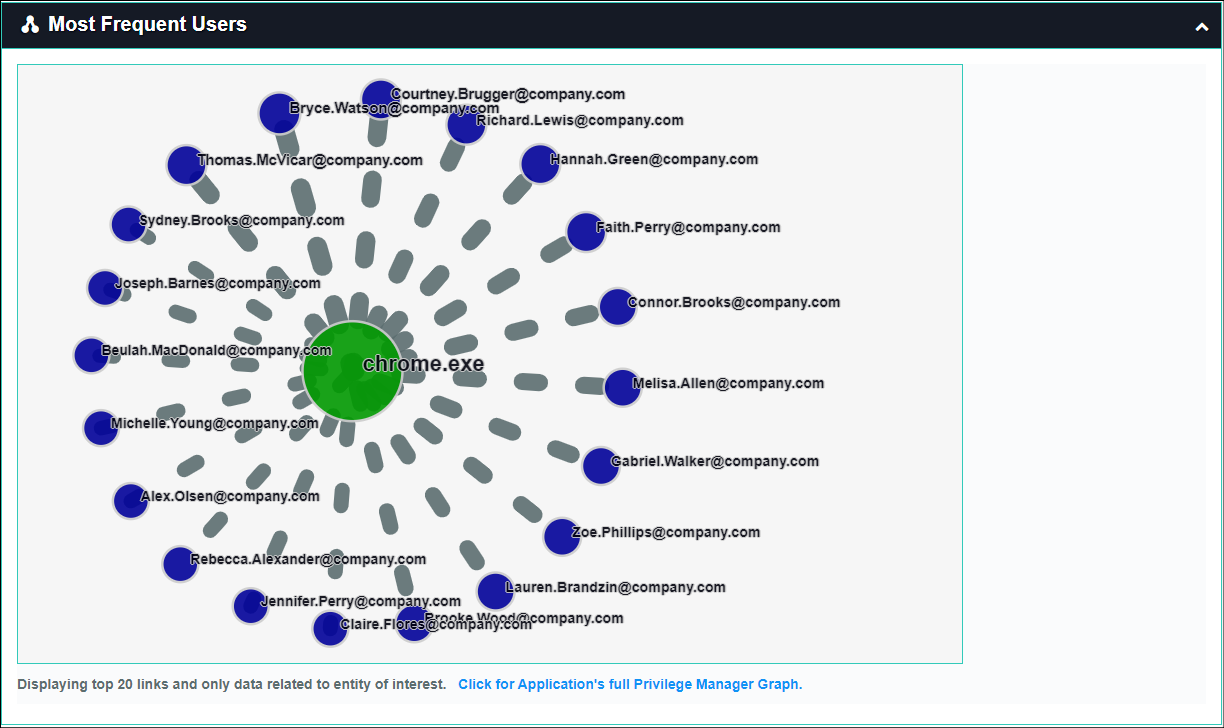 Most Frequent Users
Courtney.Brugger@company.com
Bryce.Watson@company.com
Richard.Lewis@company.com
Thomas.McVicar@company.com
Hannah.Green@company.com
Sydney.Brooks@company.com
Faith.Perry@company.com
Joseph.Barnes@company.com
Connor.Brooks@company.com
Beulah.MacDonald@company.com
chrome.exe
Melisa.Allen@company.com
Michelle.Young@company.com
Gabriel.Walker@company.com
Alex.Olsen@company.com
Zoe.Phillips@company.com
Rebecca.Alexander@company.com
Lauren.Brandzin@company.com
Jennifer.Perry@company.com
Brooke.Wood@company.com
Claire.Flores@company.com
Displaying top 20 links and only data related to entity of interest. Click for Application's full Privilege Manager Graph.